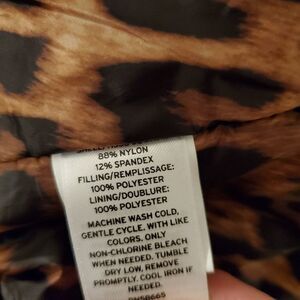 88% NYLON
12% SPANDEX
FILLING/REMPLISSAGE:
100% POLYESTER
LINING/DOUBLURE:
100% POLYESTER
MACHINE WASH COLD,
GENTLE CYCLE. WITH LIKE
COLORS. ONLY
NON-CHLORINE BLEACH
WHEN NEEDED. TUMBLE
DRY LOW, REMOVE
PROMPTLY. COOL IRON IF
NEEDED.